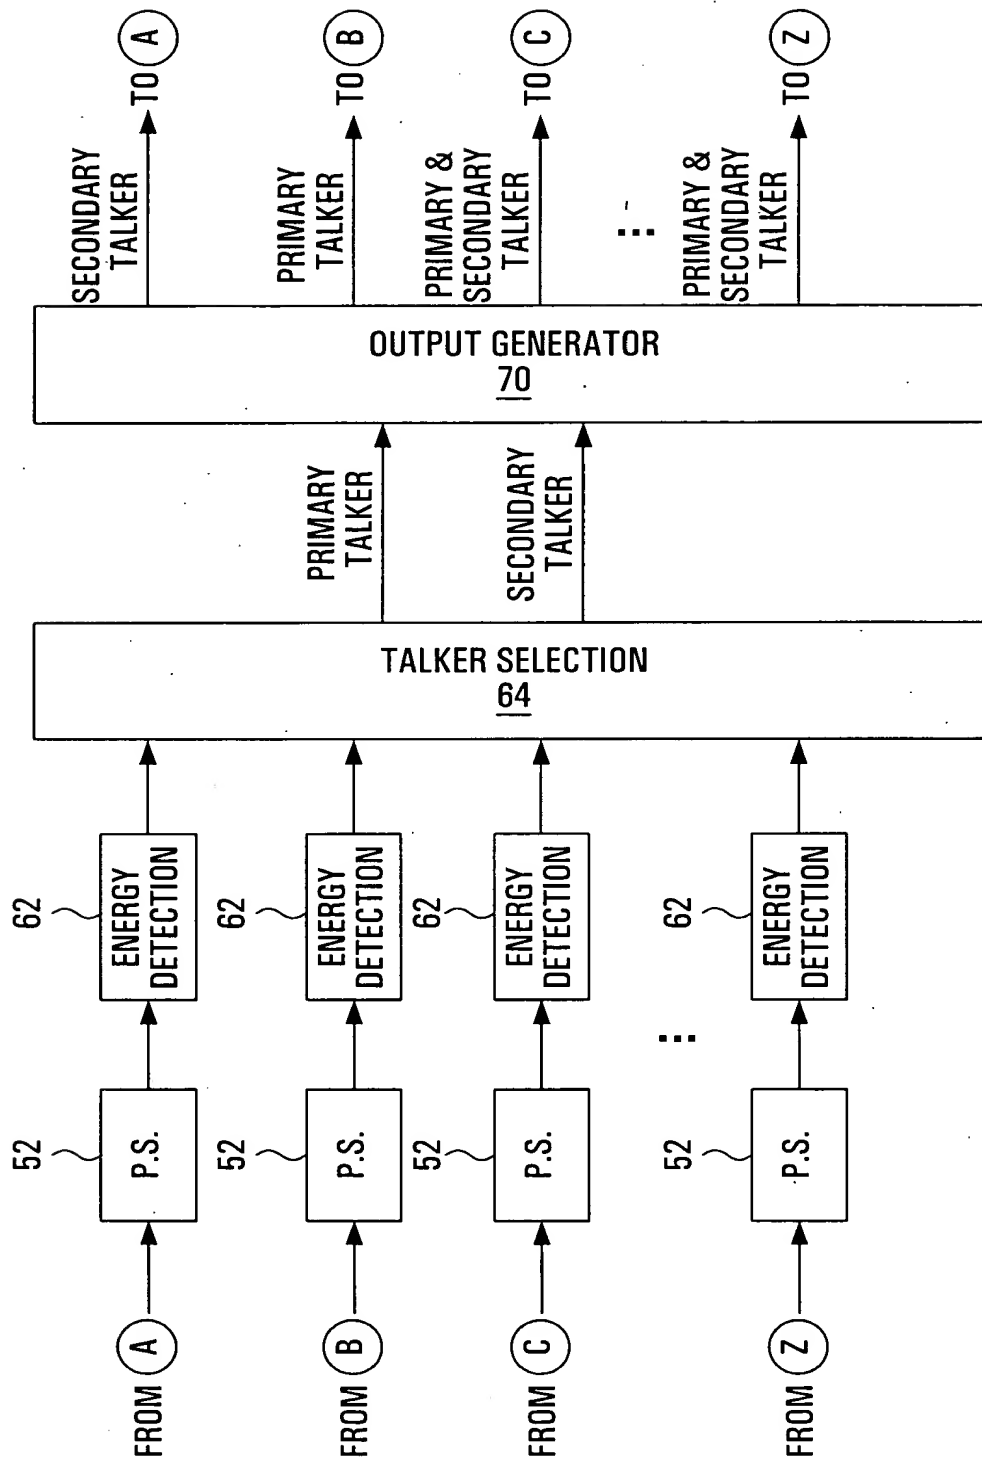 FROM A
52
P.S.
62
ENERGY
DETECTION
FROM B
52
P.S.
62
ENERGY
DETECTION
FROM C
52
P.S.
62
ENERGY
DETECTION
...
FROM Z
52
P.S.
62
ENERGY
DETECTION
TALKER SELECTION
64
PRIMARY
TALKER
SECONDARY
TALKER
OUTPUT GENERATOR
70
SECONDARY
TALKER
TO A
PRIMARY
TALKER
TO B
PRIMARY &
SECONDARY
TALKER
TO C
...
PRIMARY &
SECONDARY
TALKER
TO Z